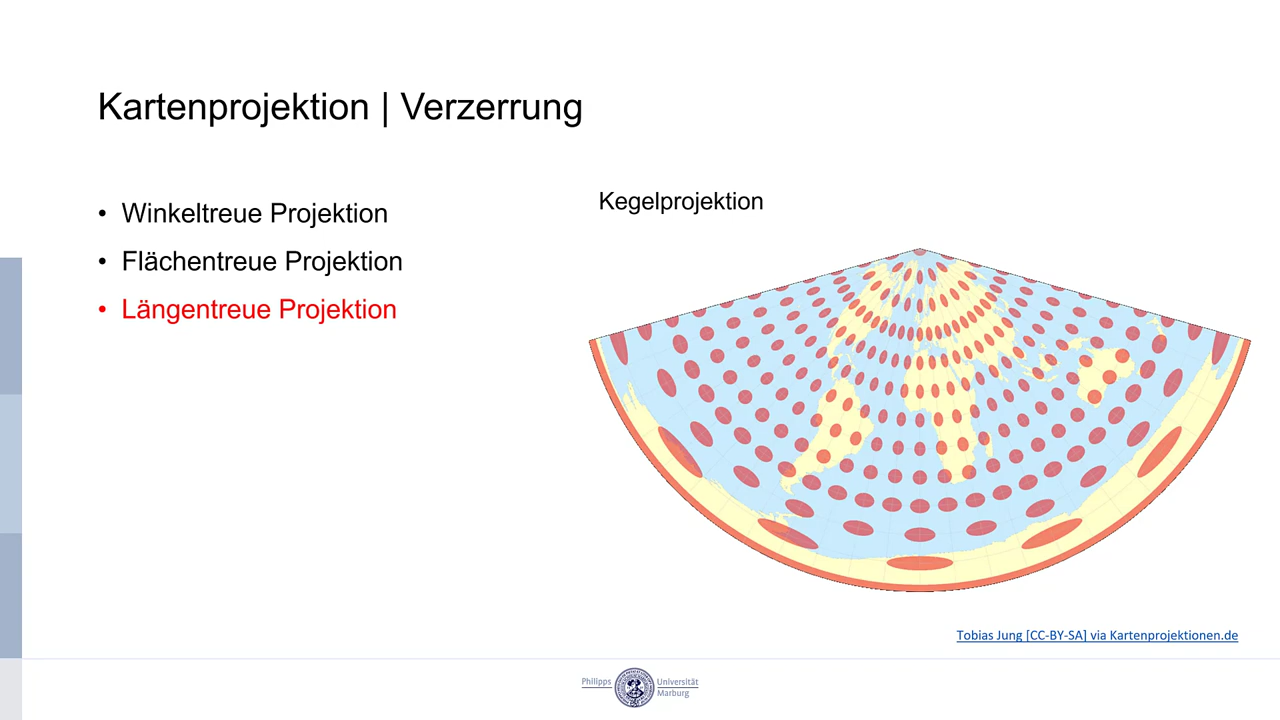 Kartenprojektion | Verzerrung
• Winkeltreue Projektion
• Flächentreue Projektion
• Längentreue Projektion
Kegelprojektion
Tobias Jung [CC-BY-SA] via Kartenprojektionen.de
Philipps Universität
Marburg